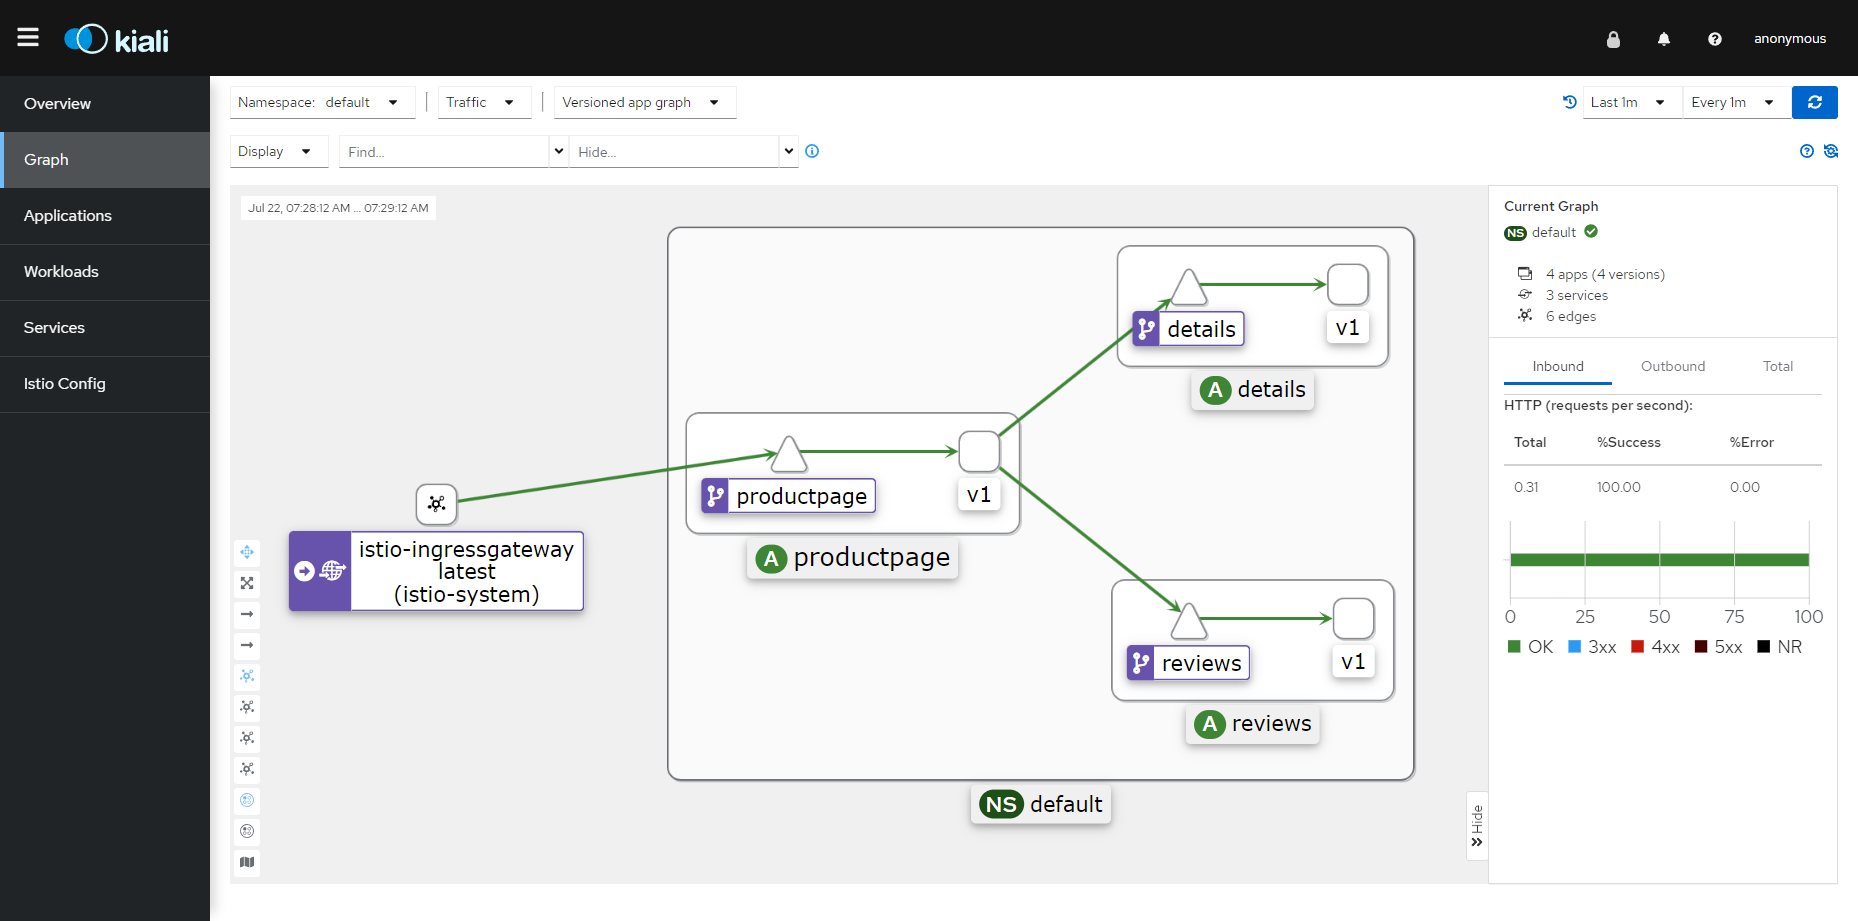 kiali
anonymous
Overview
Graph
Applications
Workloads
Services
Istio Config
Namespace: default
Traffic
Versioned app graph
Last 1m
Every 1m
Display
Find...
Hide...
Jul 22, 07:28:12 AM ... 07:29:12 AM
details
v1
A details
productpage
v1
A productpage
istio-ingressgateway
latest
(istio-system)
reviews
v1
A reviews
NS default
Hide
Current Graph
NS default
4 apps (4 versions)
3 services
6 edges
Inbound Outbound Total
HTTP (requests per second):
Total %Success %Error
0.31 100.00 0.00
0 25 50 75 100
OK 3xx 4xx 5xx NR